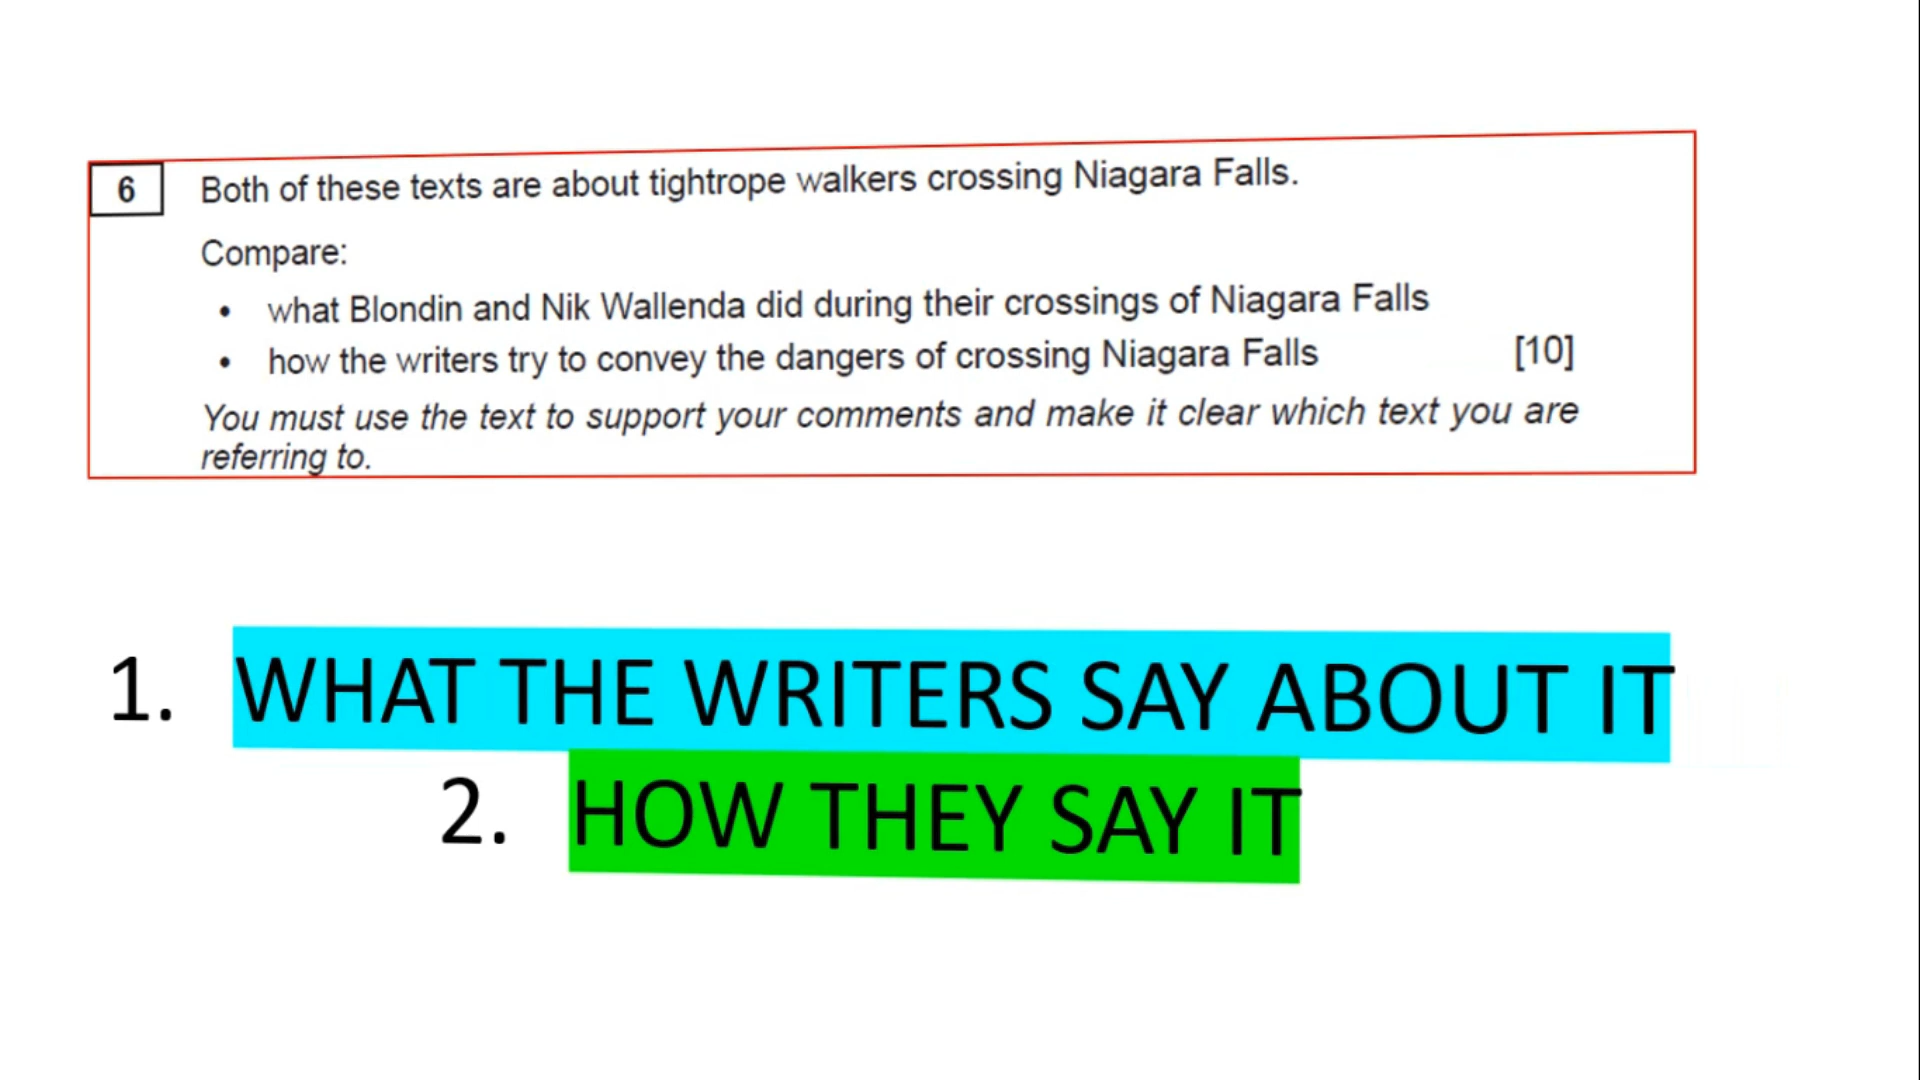 6 Both of these texts are about tightrope walkers crossing Niagara Falls.
Compare:
• what Blondin and Nik Wallenda did during their crossings of Niagara Falls
• how the writers try to convey the dangers of crossing Niagara Falls [10]
You must use the text to support your comments and make it clear which text you are
referring to.
1. WHAT THE WRITERS SAY ABOUT IT
2. HOW THEY SAY IT